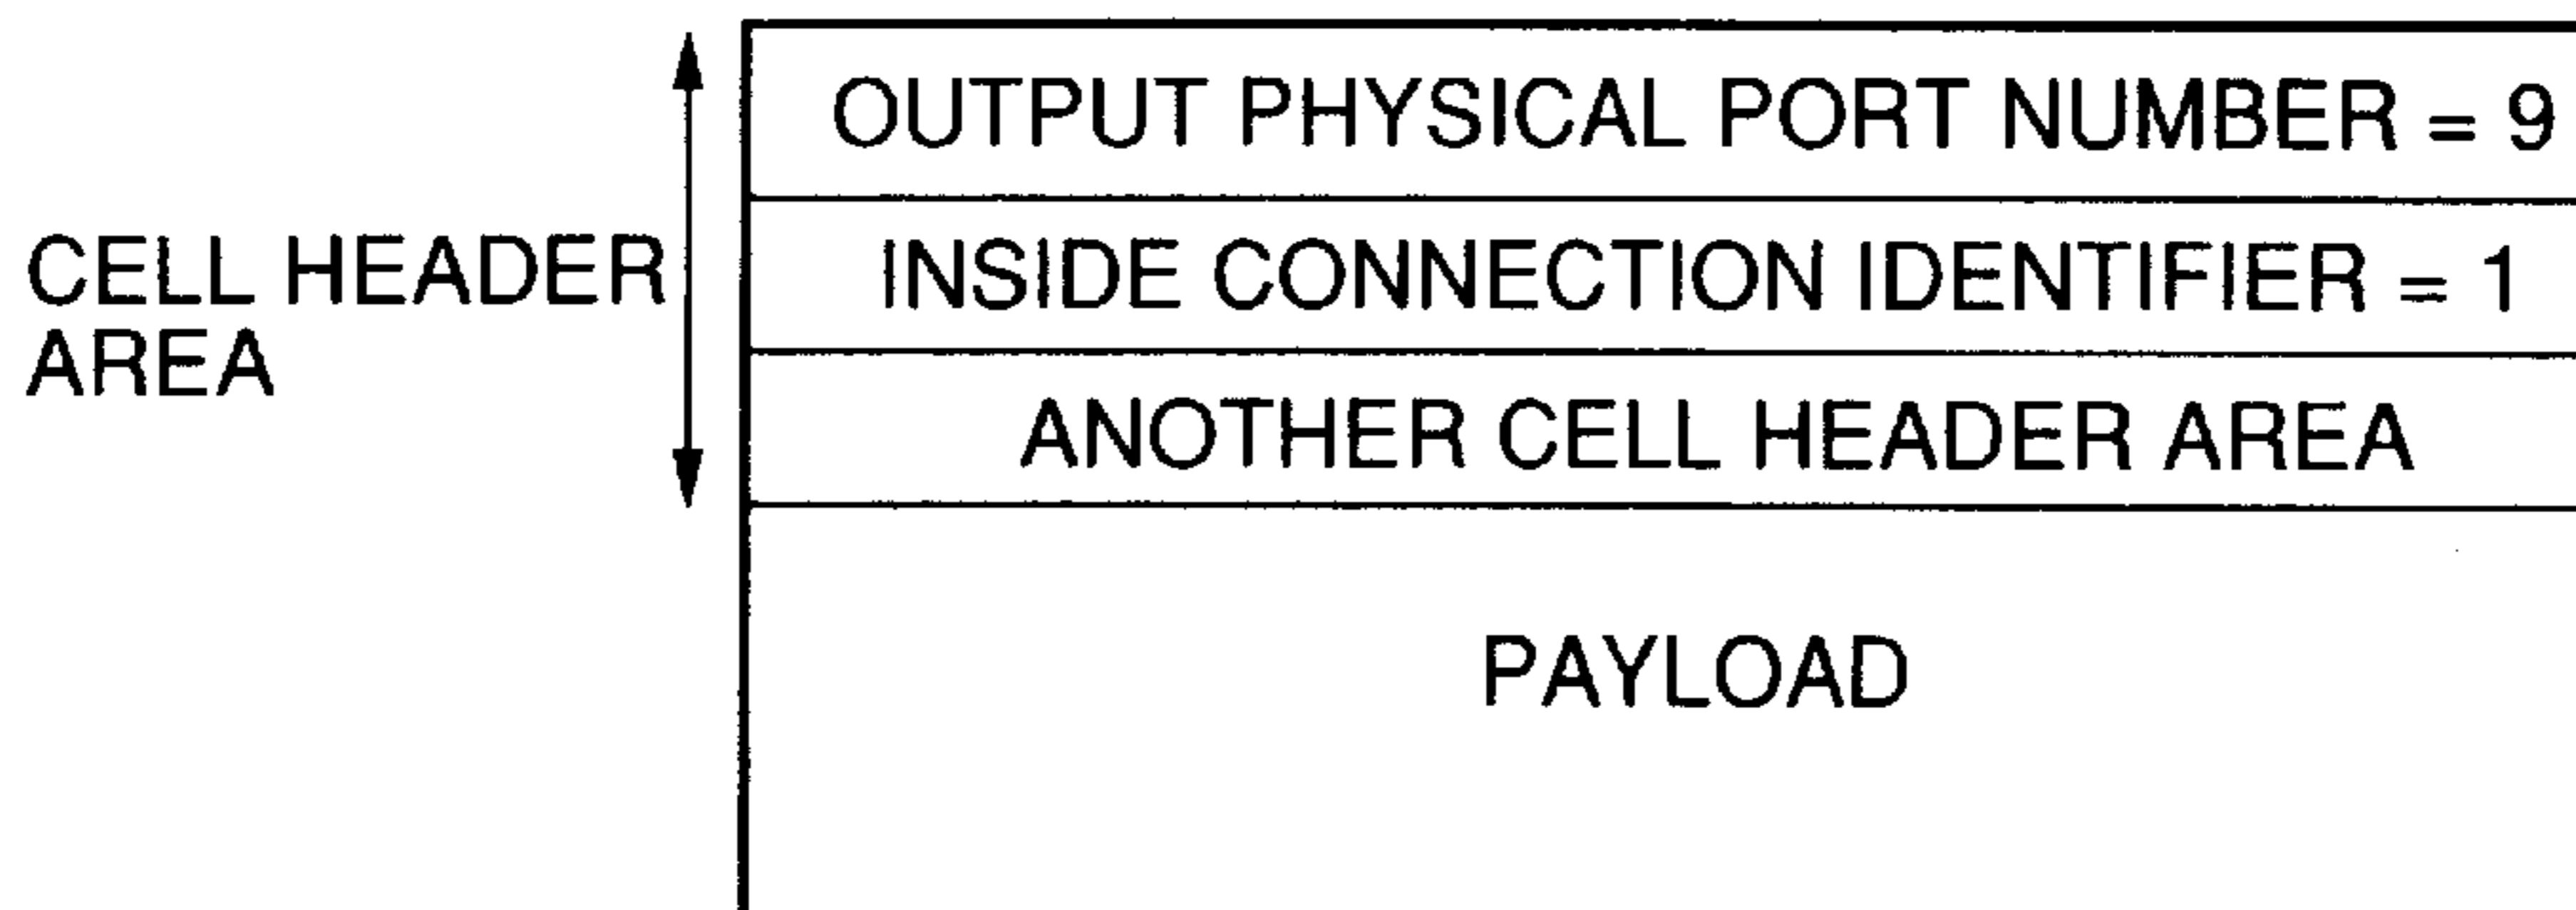 OUTPUT PHYSICAL PORT NUMBER = 9
INSIDE CONNECTION IDENTIFIER = 1
CELL HEADER
AREA
ANOTHER CELL HEADER AREA
PAYLOAD